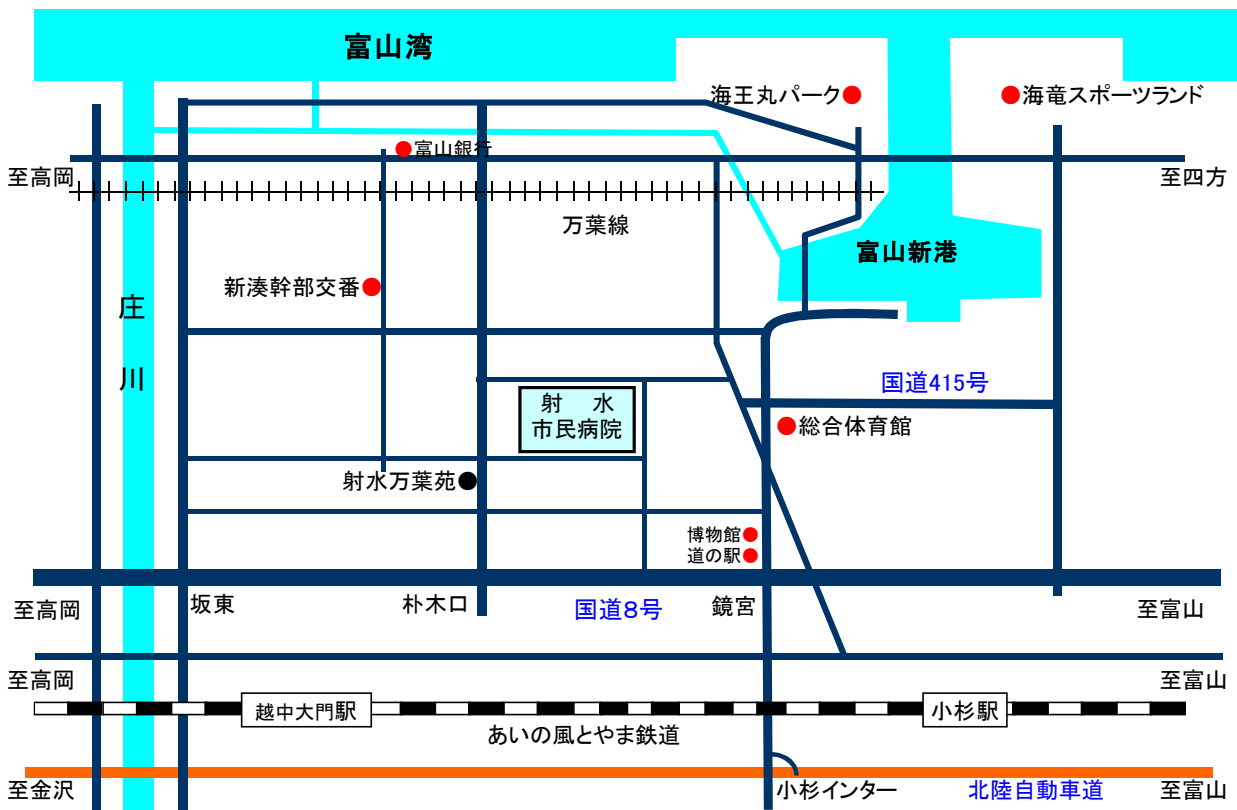 富山湾
海王丸パーク
海竜スポーツランド
富山銀行
至高岡
至四方
万葉線
富山新港
新湊幹部交番
庄
川
国道415号
射 水
市民病院
総合体育館
射水万葉苑
博物館
道の駅
至高岡
坂東
朴木口
国道8号
鏡宮
至富山
至高岡
至富山
越中大門駅
小杉駅
あいの風とやま鉄道
至金沢
小杉インター
北陸自動車道
至富山